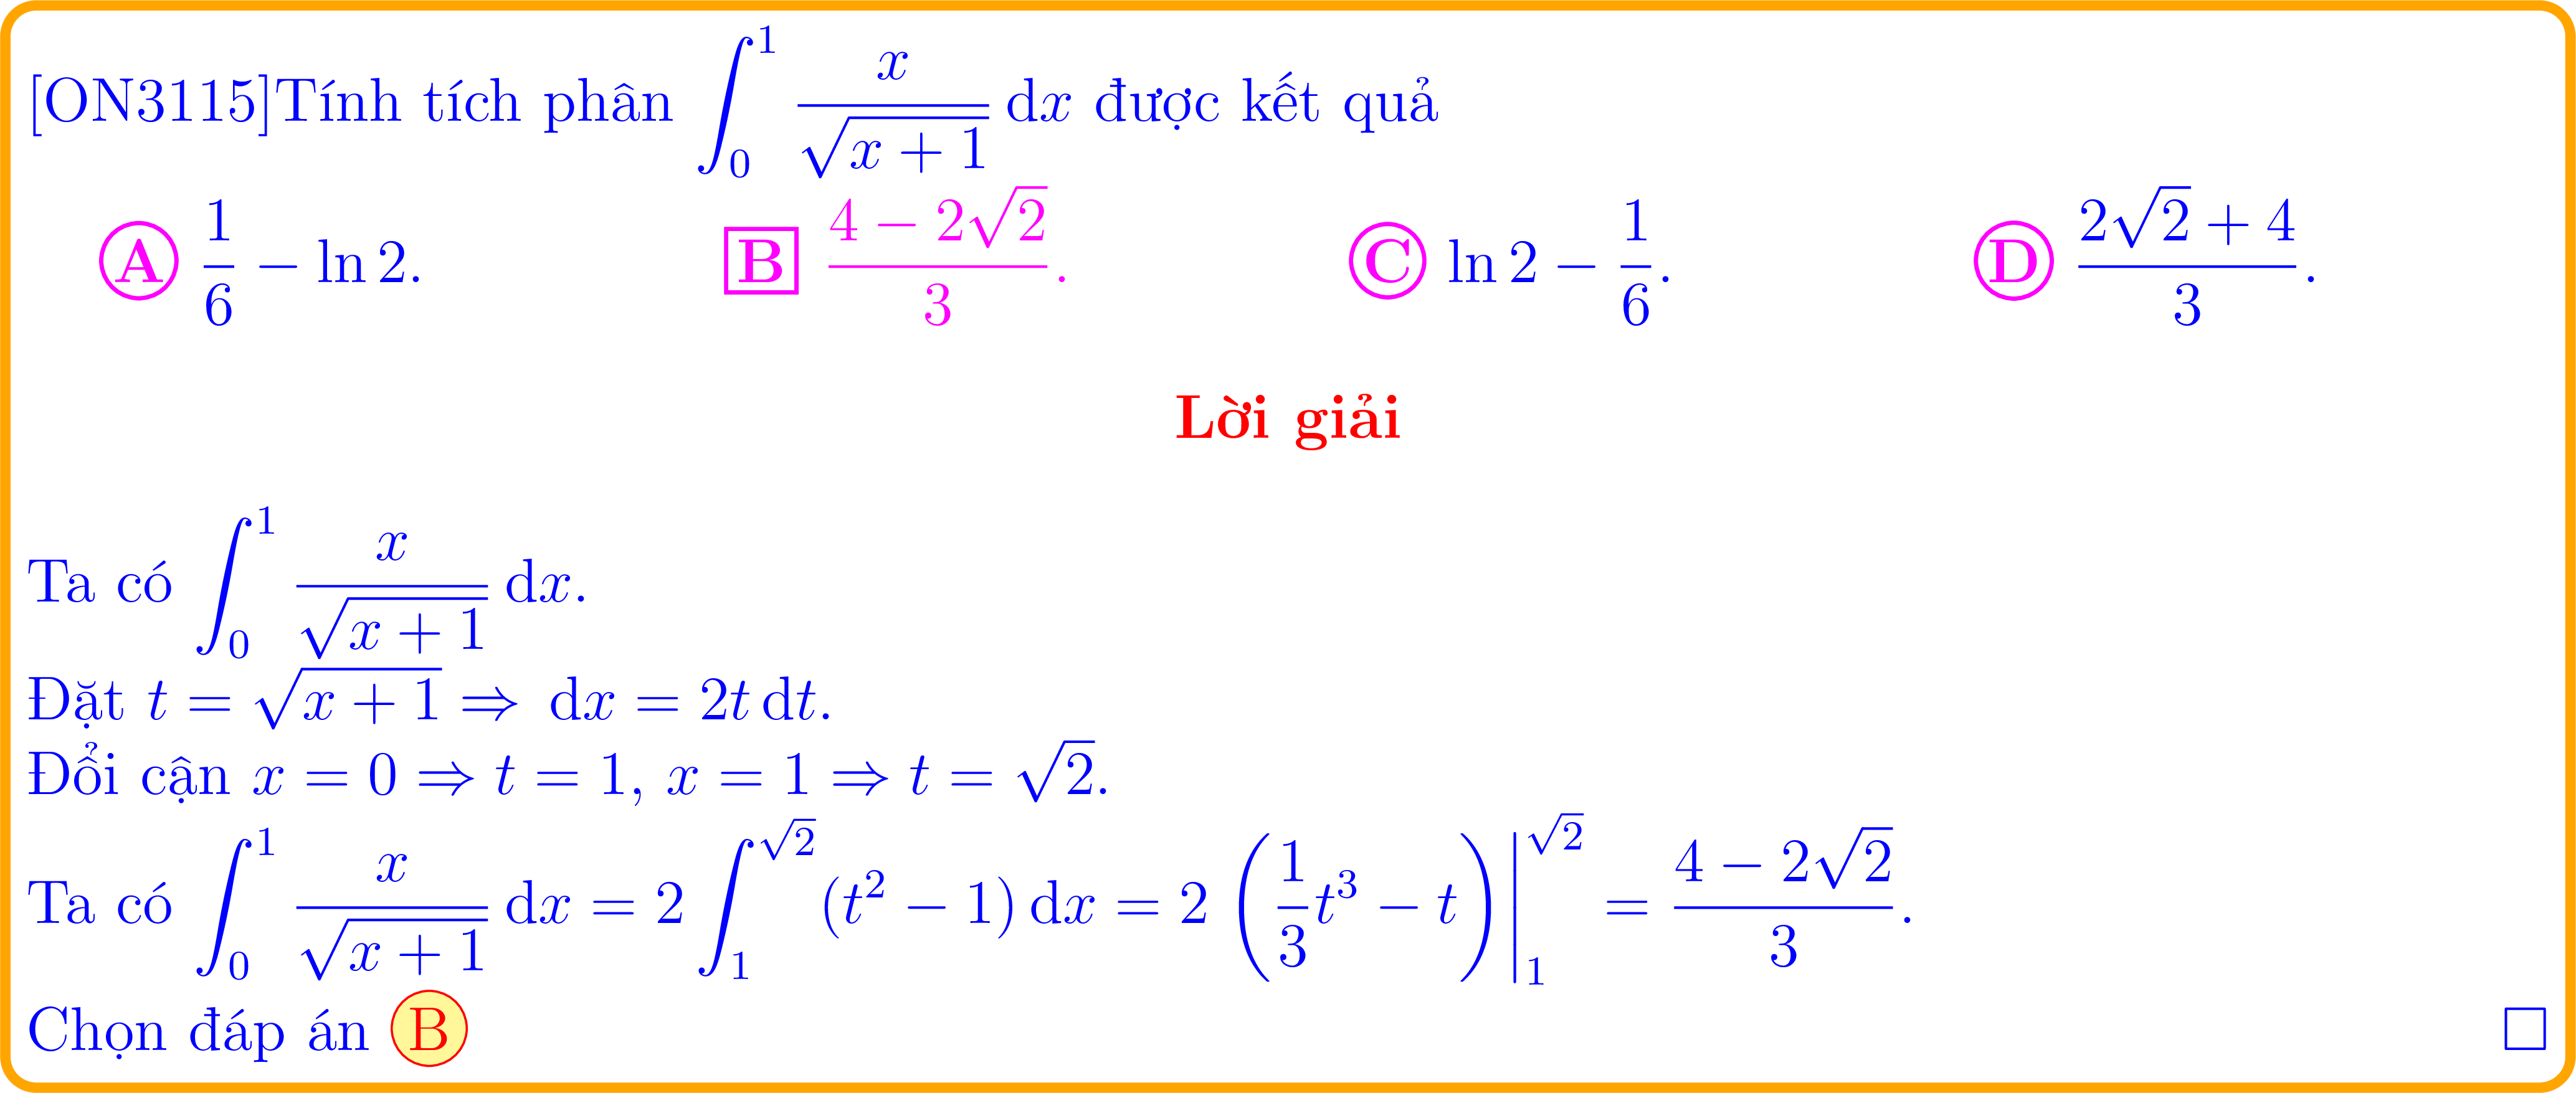 [ON3115]Tính tích phân $\int_0^1 \frac{x}{\sqrt{x+1}} \, \mathrm{d}x$ được kết quả
A $\frac{1}{6} - \ln 2$. B $\frac{4 - 2\sqrt{2}}{3}$. C $\ln 2 - \frac{1}{6}$. D $\frac{2\sqrt{2} + 4}{3}$.
Lời giải
Ta có $\int_0^1 \frac{x}{\sqrt{x+1}} \, \mathrm{d}x$.
Đặt $t = \sqrt{x+1} \Rightarrow \mathrm{d}x = 2t \, \mathrm{d}t$.
Đổi cận $x = 0 \Rightarrow t = 1$, $x = 1 \Rightarrow t = \sqrt{2}$.
Ta có $\int_0^1 \frac{x}{\sqrt{x+1}} \, \mathrm{d}x = 2 \int_1^{\sqrt{2}} (t^2 - 1) \, \mathrm{d}x = 2 \left( \frac{1}{3}t^3 - t \right) \Big|_1^{\sqrt{2}} = \frac{4 - 2\sqrt{2}}{3}$.
Chọn đáp án B □